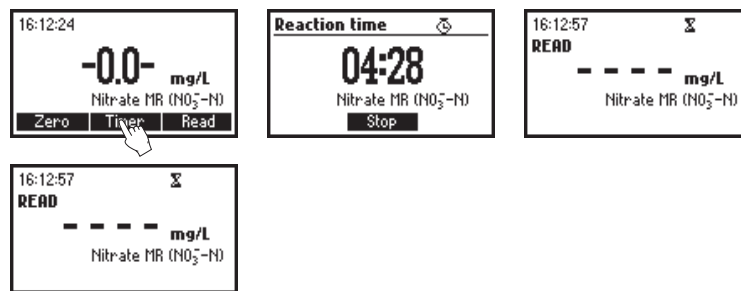 16:12:24
-0.0- mg/L
Nitrate MR (NO₃⁻-N)
Zero Timer Read
Reaction time
04:28
Nitrate MR (NO₃⁻-N)
Stop
16:12:57
READ
- - - - mg/L
Nitrate MR (NO₃⁻-N)
16:12:57
READ
- - - - mg/L
Nitrate MR (NO₃⁻-N)